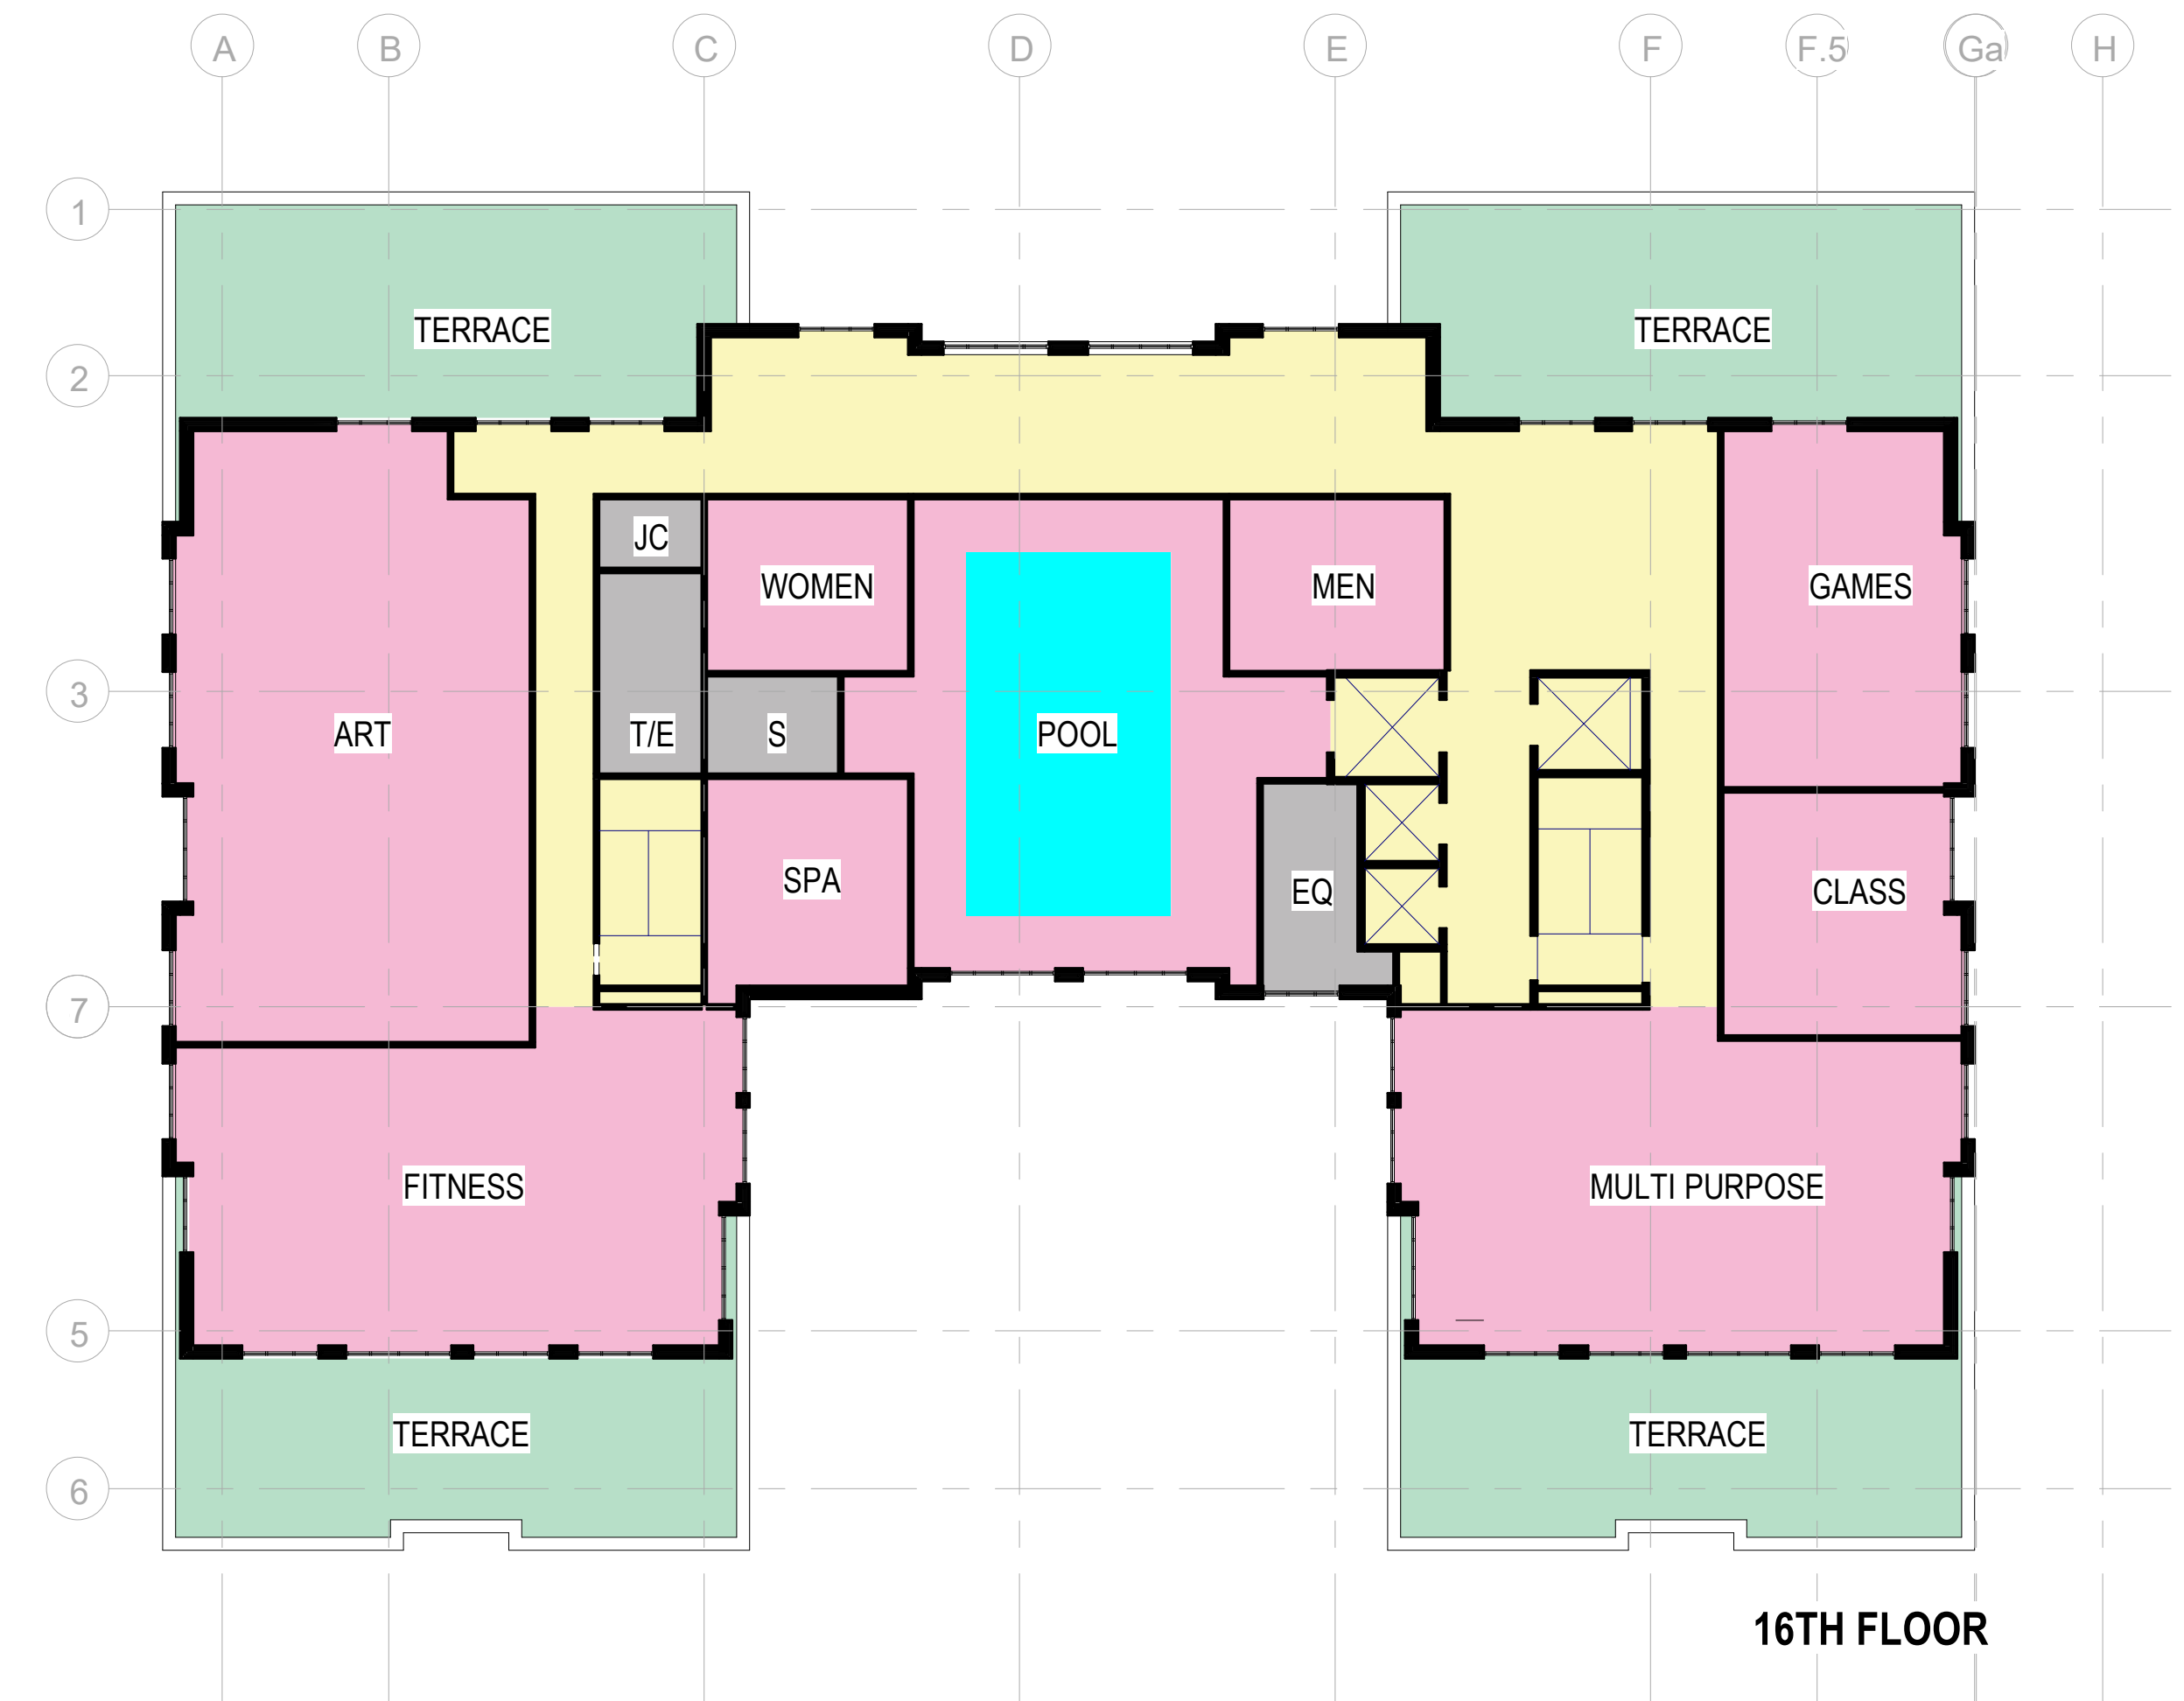 A B C D E F F.5 Ga H
1
TERRACE TERRACE
2
JC
WOMEN MEN GAMES
3
ART T/E S POOL
SPA EQ CLASS
7
FITNESS MULTI PURPOSE
5
TERRACE TERRACE
6
16TH FLOOR